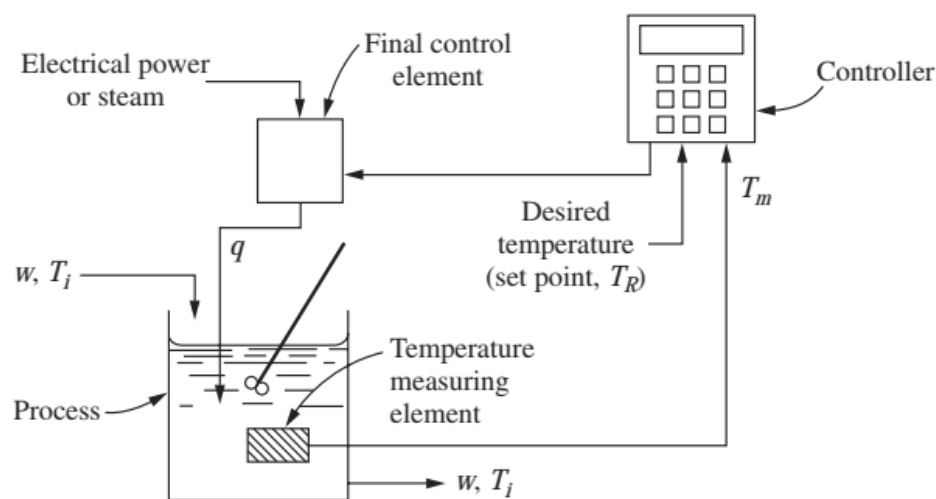 Electrical power
or steam
Final control
element
Controller
T_m
Desired
temperature
(set point, T_R)
q
w, T_i
Temperature
measuring
element
Process
w, T_i